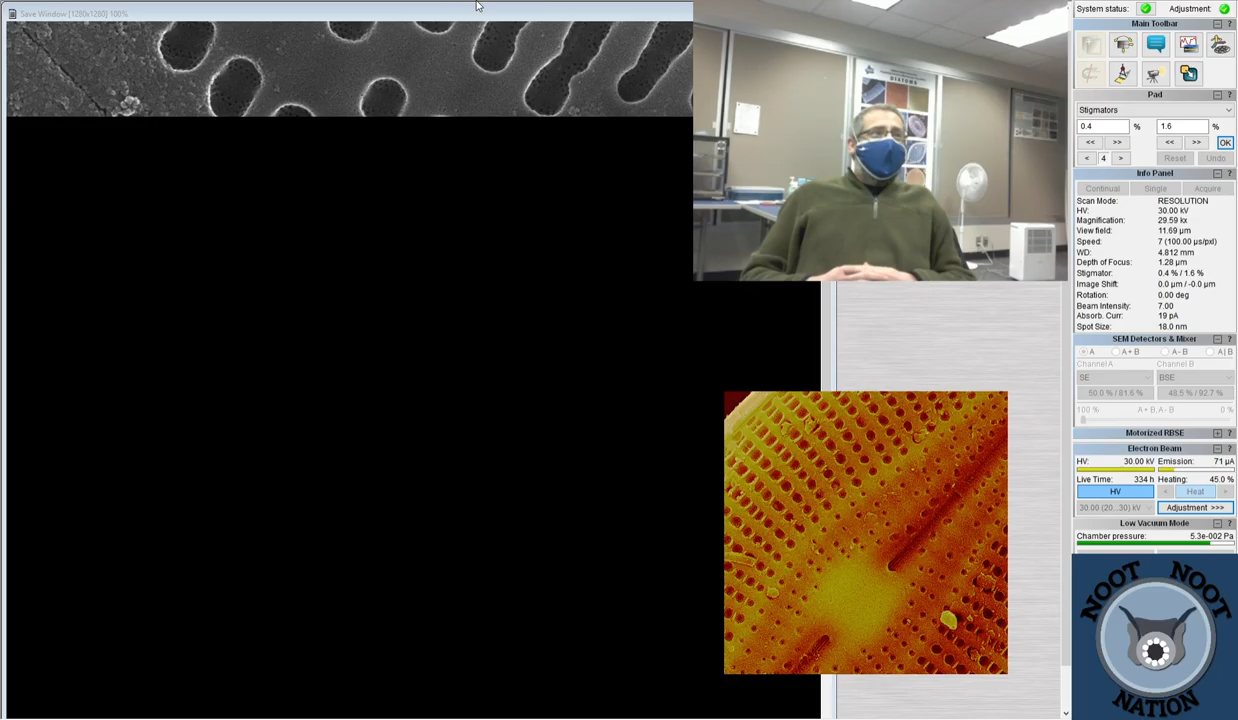 Save Window [1280x1280] 100%
DIATOMS
System status: Adjustment:
Main Toolbar
Pad
Stigmators
0.4 % 1.6 %
<< >> << >> OK
< 4 > Reset Undo
Info Panel
Continual Single Acquire
Scan Mode: RESOLUTION
HV: 30.00 kV
Magnification: 29.59 kx
View field: 11.69 µm
Speed: 7 (100.00 µs/pxl)
WD: 4.812 mm
Depth of Focus: 1.28 µm
Stigmator: 0.4 % / 1.6 %
Image Shift: 0.0 µm / -0.0 µm
Rotation: 0.00 deg
Beam Intensity: 7.00
Absorb. Curr: 19 pA
Spot Size: 18.0 nm
SEM Detectors & Mixer
A A+B A-B A|B
Channel A Channel B
SE BSE
50.0 % / 81.6 % 48.5 % / 92.7 %
100 % A+B, A-B 0 %
Motorized RBSE
Electron Beam
HV: 30.00 kV Emission: 71 µA
Live Time: 334 h Heating: 45.0 %
HV < Heat >
30.00 (20...30) kV Adjustment >>>
Low Vacuum Mode
Chamber pressure: 5.3e-002 Pa
NOOT NOOT
NATION